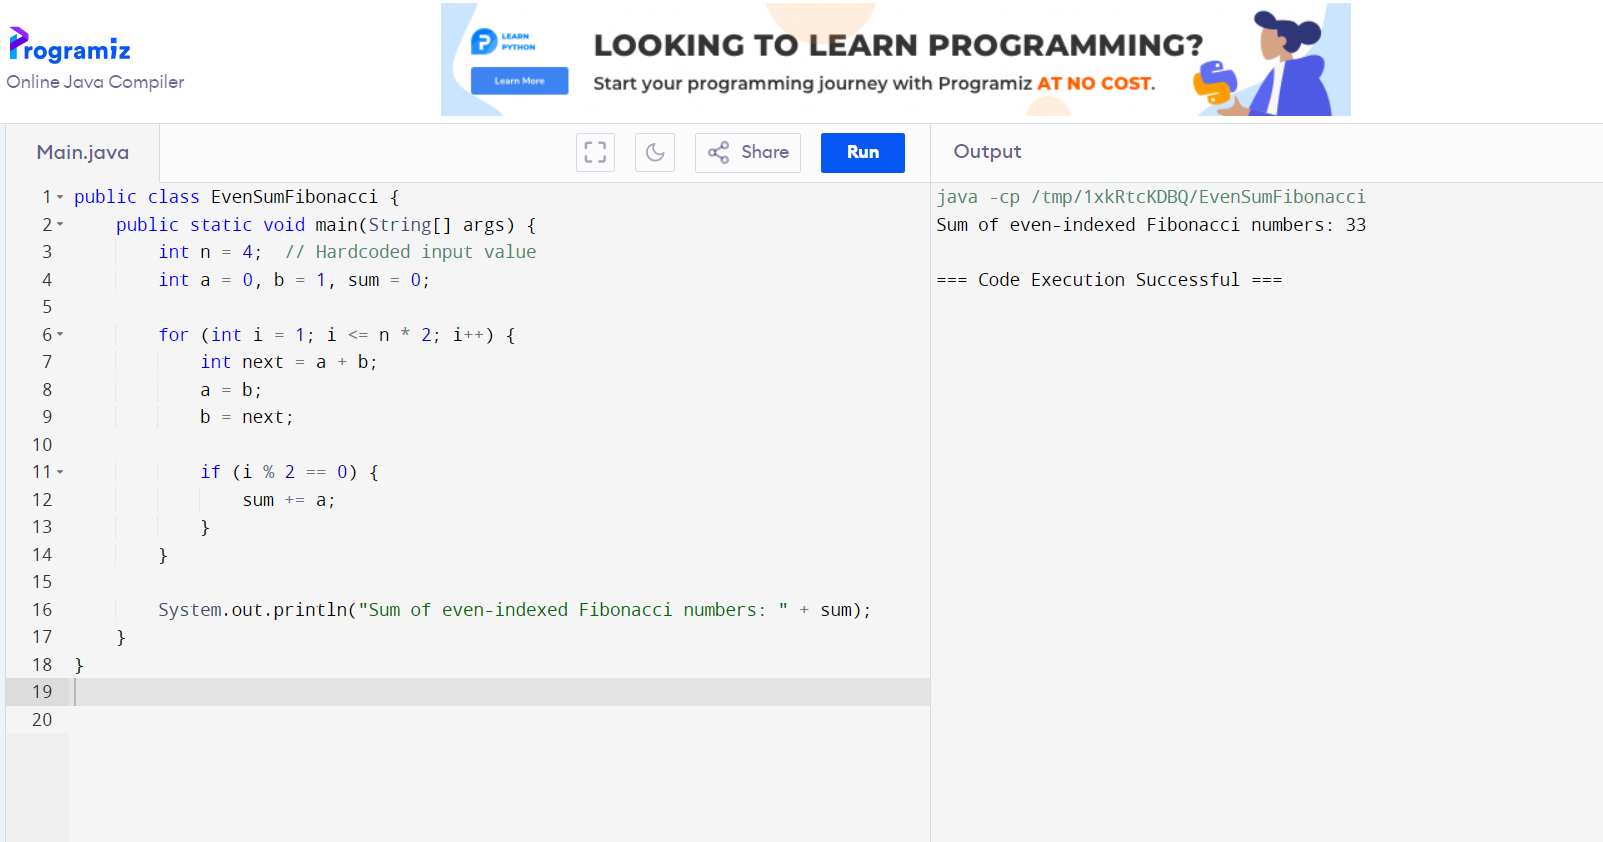 Programiz
Online Java Compiler
LEARN
PYTHON
Learn More
LOOKING TO LEARN PROGRAMMING?
Start your programming journey with Programiz AT NO COST.
Main.java
Share
Run
Output
1 public class EvenSumFibonacci {
2     public static void main(String[] args) {
3         int n = 4;  // Hardcoded input value
4         int a = 0, b = 1, sum = 0;
5
6         for (int i = 1; i <= n * 2; i++) {
7             int next = a + b;
8             a = b;
9             b = next;
10
11             if (i % 2 == 0) {
12                 sum += a;
13             }
14         }
15
16         System.out.println("Sum of even-indexed Fibonacci numbers: " + sum);
17     }
18 }
19
20
java -cp /tmp/1xkRtcKDBQ/EvenSumFibonacci
Sum of even-indexed Fibonacci numbers: 33
=== Code Execution Successful ===